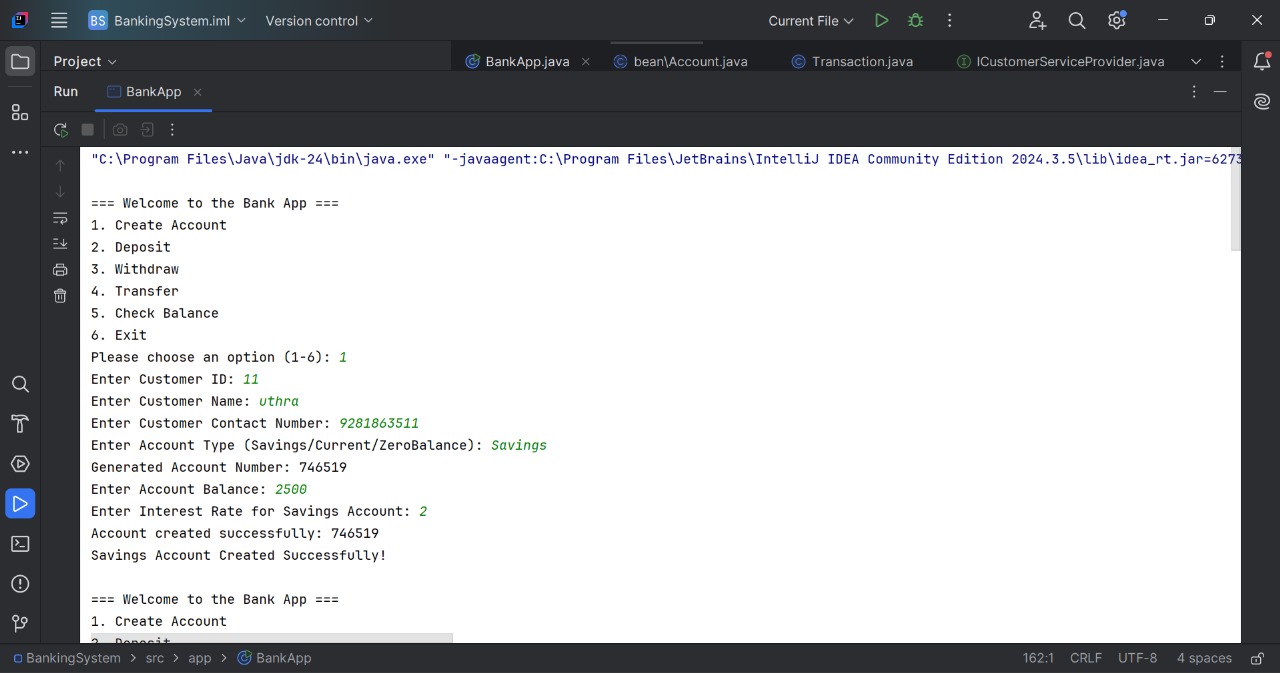 BS BankingSystem.iml Version control Current File
Project BankApp.java bean\Account.java Transaction.java ICustomerServiceProvider.java
Run BankApp
"C:\Program Files\Java\jdk-24\bin\java.exe" "-javaagent:C:\Program Files\JetBrains\IntelliJ IDEA Community Edition 2024.3.5\lib\idea_rt.jar=6273
=== Welcome to the Bank App ===
1. Create Account
2. Deposit
3. Withdraw
4. Transfer
5. Check Balance
6. Exit
Please choose an option (1-6): 1
Enter Customer ID: 11
Enter Customer Name: uthra
Enter Customer Contact Number: 9281863511
Enter Account Type (Savings/Current/ZeroBalance): Savings
Generated Account Number: 746519
Enter Account Balance: 2500
Enter Interest Rate for Savings Account: 2
Account created successfully: 746519
Savings Account Created Successfully!
=== Welcome to the Bank App ===
1. Create Account
2. Deposit
BankingSystem > src > app > BankApp 162:1 CRLF UTF-8 4 spaces